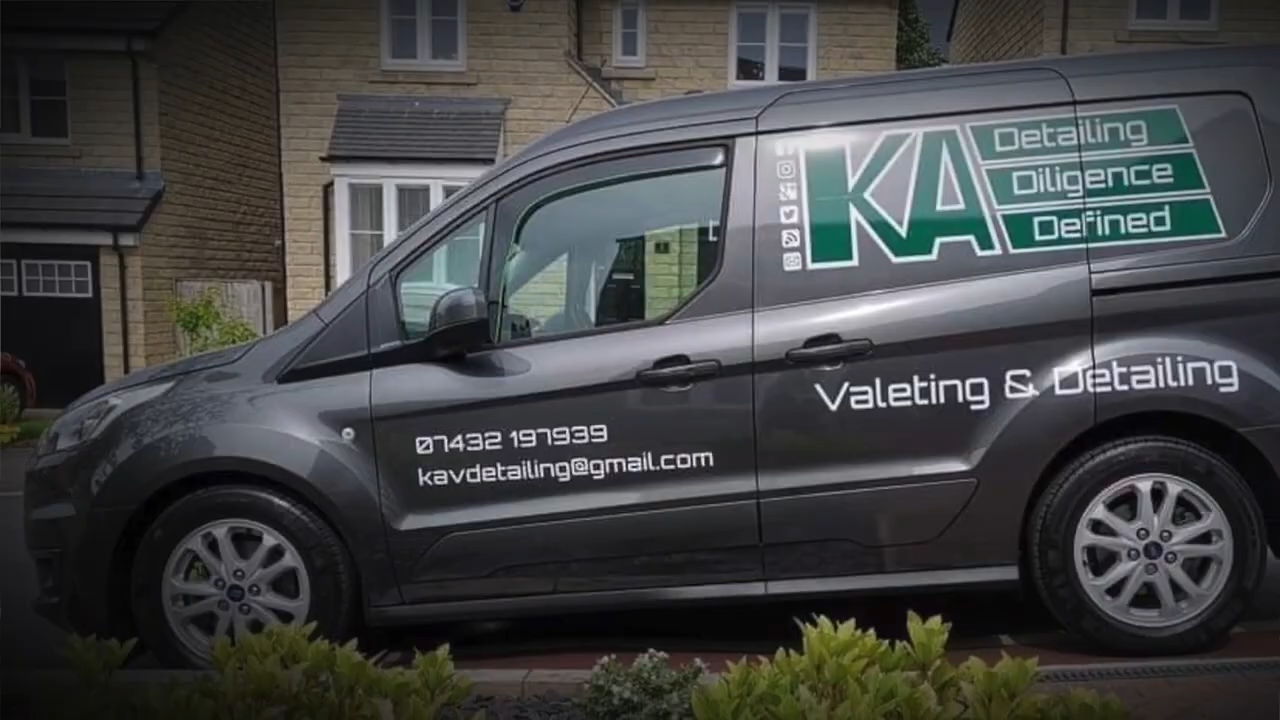 KA
Detailing
Diligence
Defined
Valeting & Detailing
07432 197939
kavdetailing@gmail.com